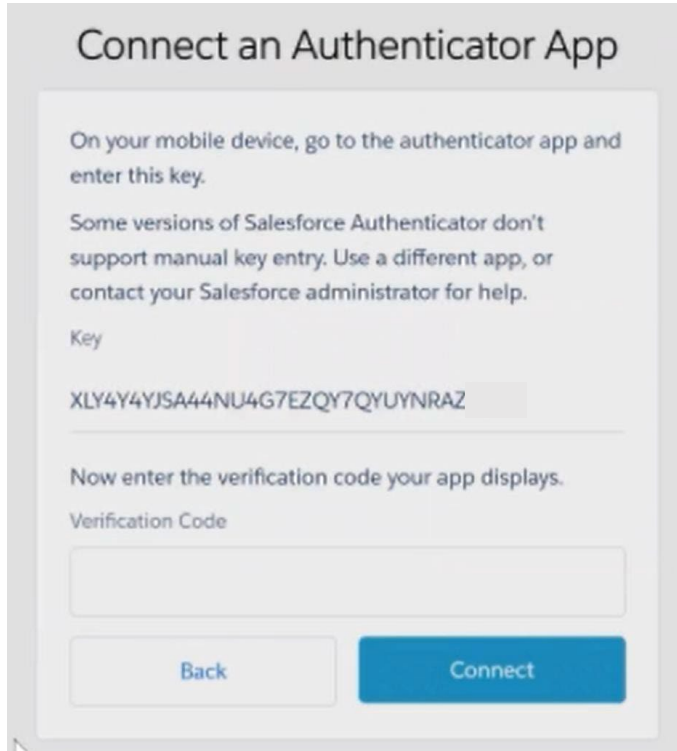 Connect an Authenticator App
On your mobile device, go to the authenticator app and
enter this key.
Some versions of Salesforce Authenticator don't
support manual key entry. Use a different app, or
contact your Salesforce administrator for help.
Key
XLY4Y4YJSA44NU4G7EZQY7QYUYNRAZ
Now enter the verification code your app displays.
Verification Code
Back
Connect